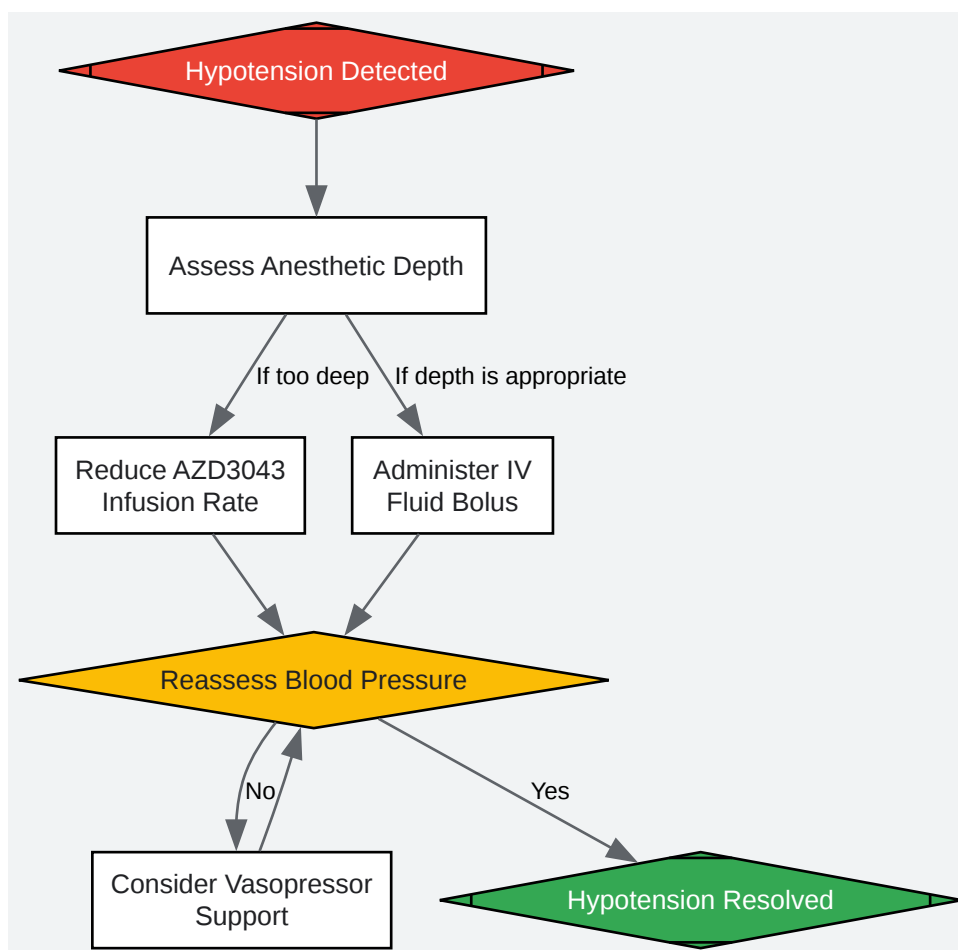 Hypotension Detected
Assess Anesthetic Depth
If too deep
If depth is appropriate
Reduce AZD3043
Infusion Rate
Administer IV
Fluid Bolus
Reassess Blood Pressure
No
Yes
Consider Vasopressor
Support
Hypotension Resolved